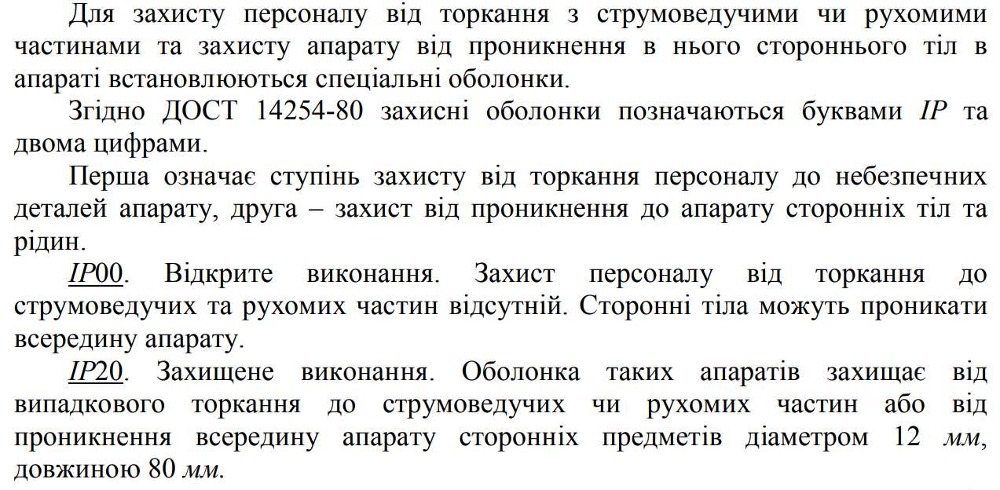 Для захисту персоналу від торкання з струмоведучими чи рухомими
частинами та захисту апарату від проникнення в нього стороннього тіл в
апараті встановлюються спеціальні оболонки.
Згідно ДОСТ 14254-80 захисні оболонки позначаються буквами IP та
двома цифрами.
Перша означає ступінь захисту від торкання персоналу до небезпечних
деталей апарату, друга – захист від проникнення до апарату сторонніх тіл та
рідин.
IP00. Відкрите виконання. Захист персоналу від торкання до
струмоведучих та рухомих частин відсутній. Сторонні тіла можуть проникати
всередину апарату.
IP20. Захищене виконання. Оболонка таких апаратів захищає від
випадкового торкання до струмоведучих чи рухомих частин або від
проникнення всередину апарату сторонніх предметів діаметром 12 мм,
довжиною 80 мм.